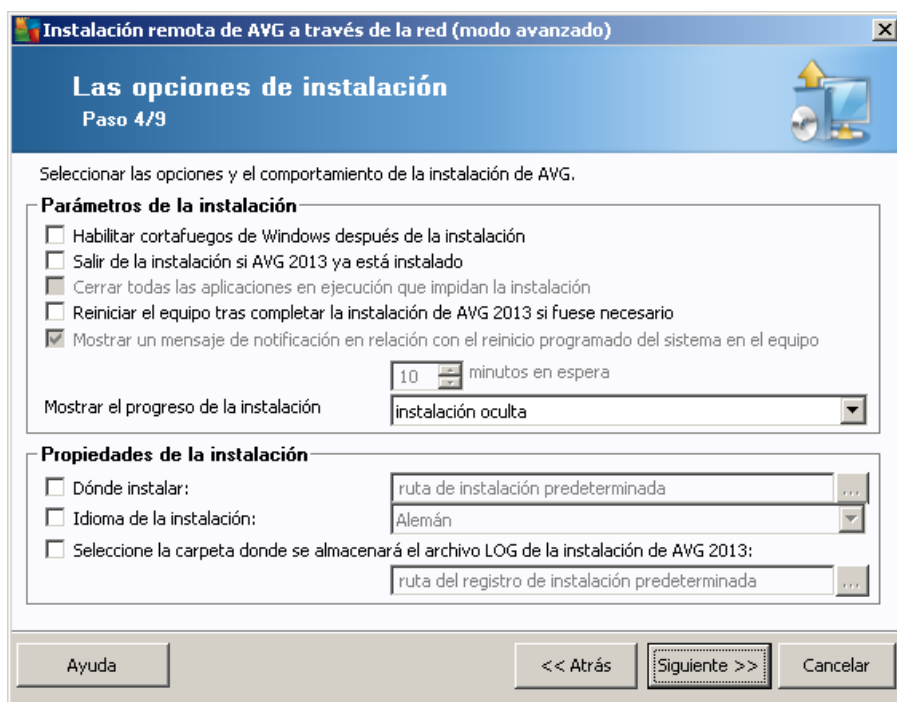 Instalación remota de AVG a través de la red (modo avanzado)
Las opciones de instalación
Paso 4/9
Seleccionar las opciones y el comportamiento de la instalación de AVG.
Parámetros de la instalación
Habilitar cortafuegos de Windows después de la instalación
Salir de la instalación si AVG 2013 ya está instalado
Cerrar todas las aplicaciones en ejecución que impidan la instalación
Reiniciar el equipo tras completar la instalación de AVG 2013 si fuese necesario
Mostrar un mensaje de notificación en relación con el reinicio programado del sistema en el equipo
10 minutos en espera
Mostrar el progreso de la instalación instalación oculta
Propiedades de la instalación
Dónde instalar: ruta de instalación predeterminada ...
Idioma de la instalación: Alemán
Seleccione la carpeta donde se almacenará el archivo LOG de la instalación de AVG 2013:
ruta del registro de instalación predeterminada ...
Ayuda << Atrás Siguiente >> Cancelar